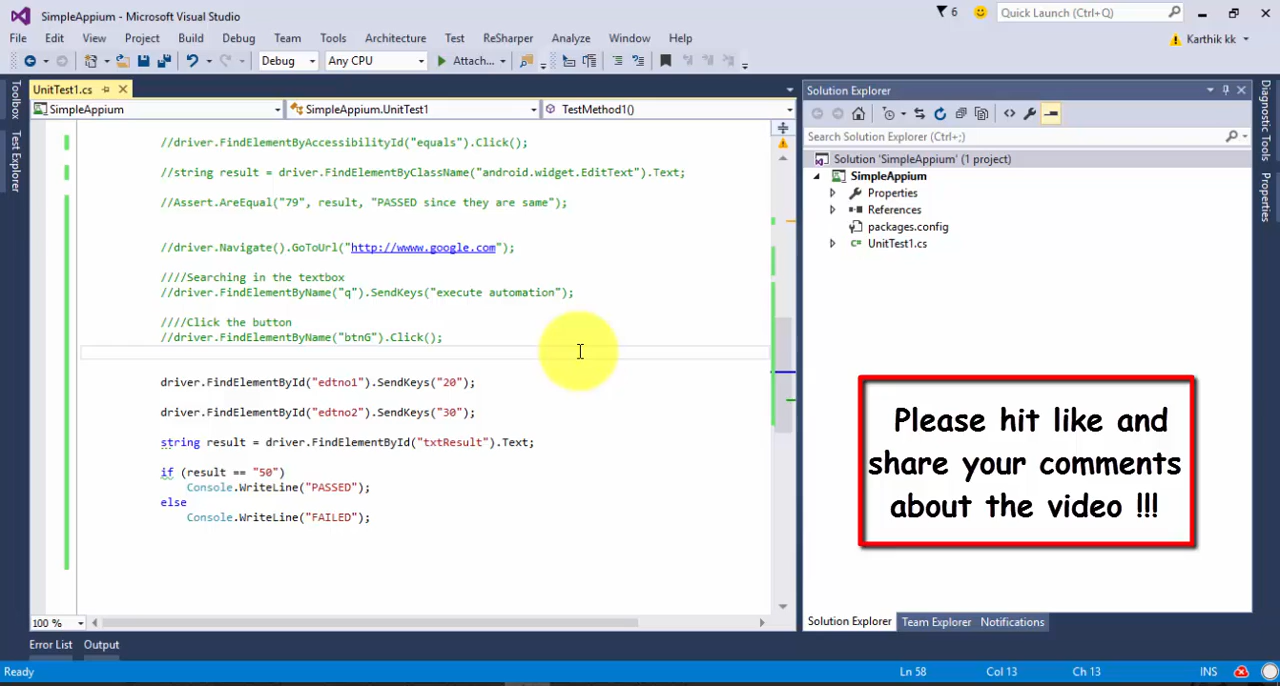 SimpleAppium - Microsoft Visual Studio
6
Quick Launch (Ctrl+Q)
File Edit View Project Build Debug Team Tools Architecture Test ReSharper Analyze Window Help
Karthik kk
Debug Any CPU Attach...
Toolbox
Test Explorer
UnitTest1.cs
SimpleAppium SimpleAppium.UnitTest1 TestMethod1()
//driver.FindElementByAccessibilityId("equals").Click();
//string result = driver.FindElementByClassName("android.widget.EditText").Text;
//Assert.AreEqual("79", result, "PASSED since they are same");
//driver.Navigate().GoToUrl("http://www.google.com");
////Searching in the textbox
//driver.FindElementByName("q").SendKeys("execute automation");
////Click the button
//driver.FindElementByName("btnG").Click();
driver.FindElementById("edtno1").SendKeys("20");
driver.FindElementById("edtno2").SendKeys("30");
string result = driver.FindElementById("txtResult").Text;
if (result == "50")
Console.WriteLine("PASSED");
else
Console.WriteLine("FAILED");
100 %
Solution Explorer
Search Solution Explorer (Ctrl+;)
Solution 'SimpleAppium' (1 project)
SimpleAppium
Properties
References
packages.config
UnitTest1.cs
Please hit like and
share your comments
about the video !!!
Solution Explorer Team Explorer Notifications
Diagnostic Tools
Properties
Error List Output
Ready Ln 58 Col 13 Ch 13 INS